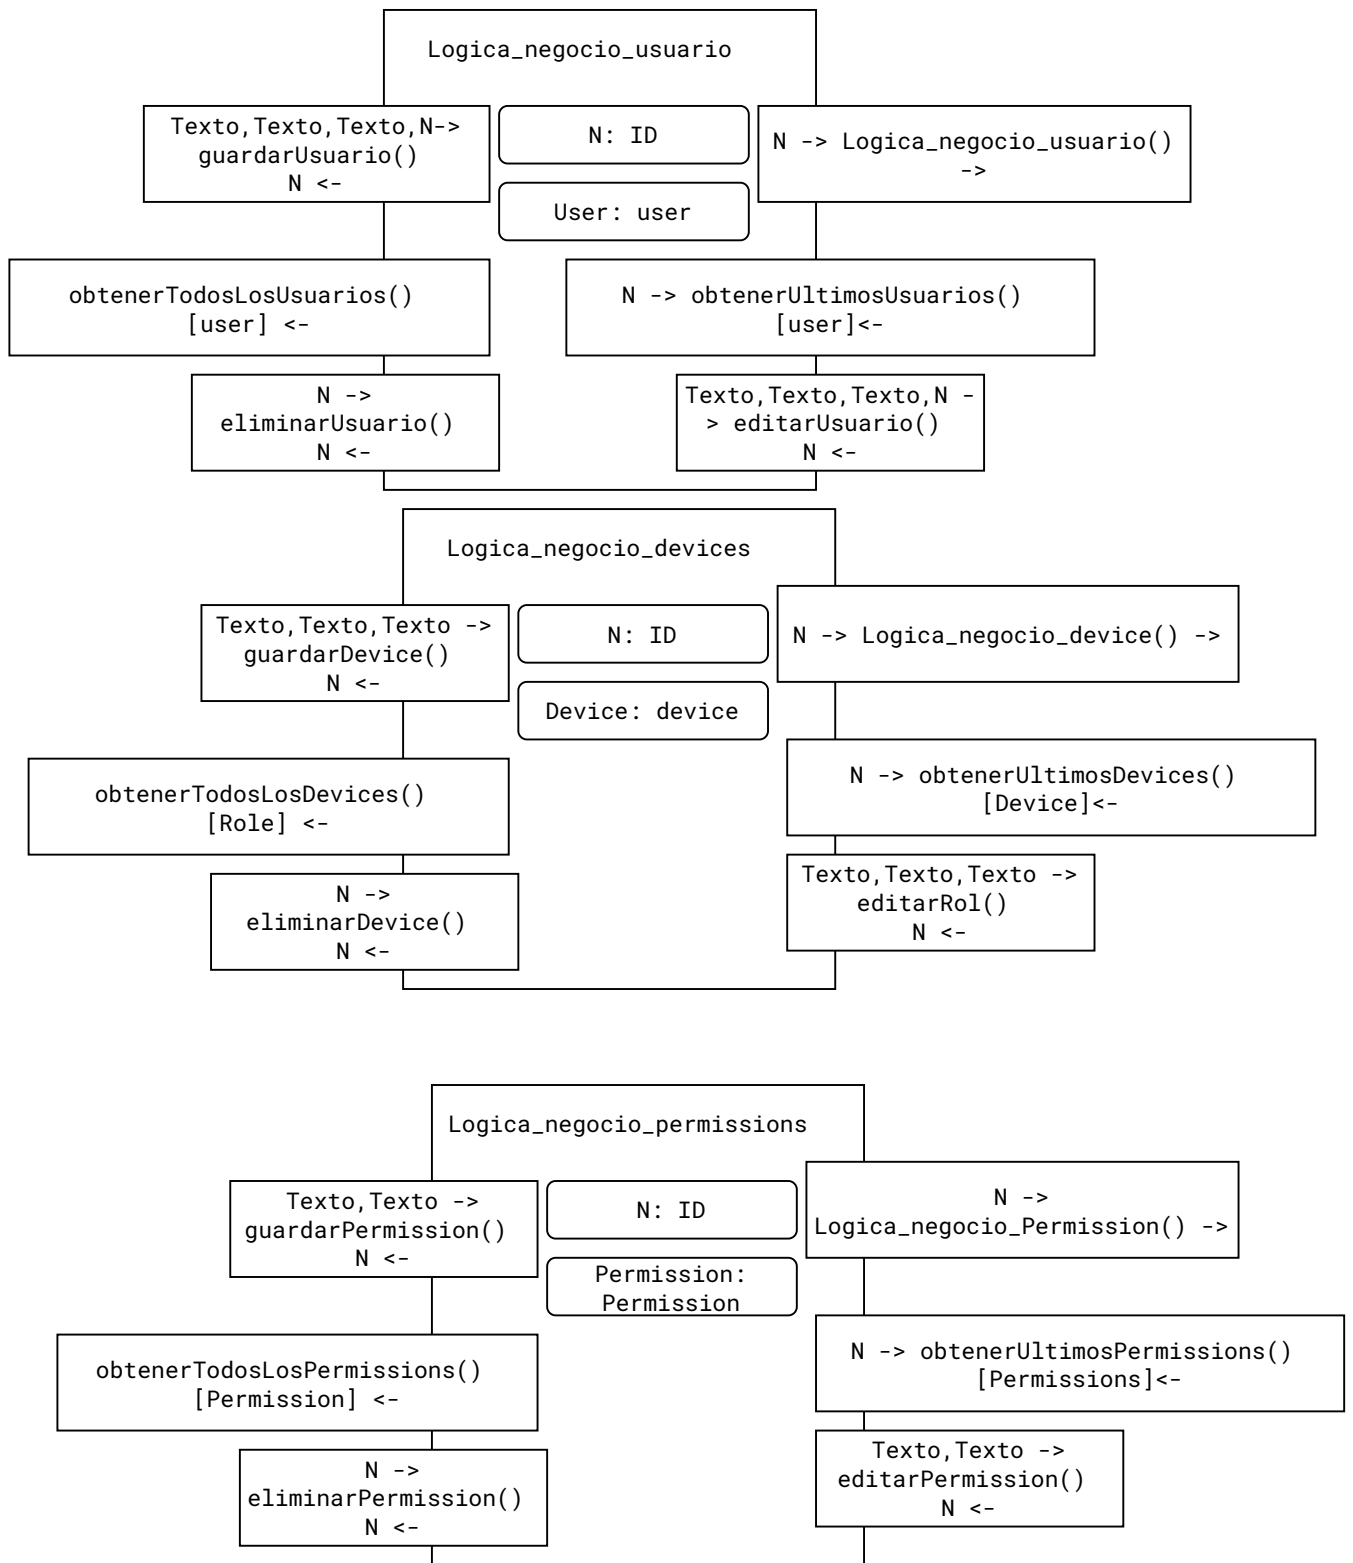 Logica_negocio_usuario
Texto,Texto,Texto,N->
guardarUsuario()
N <-
N: ID
N -> Logica_negocio_usuario()
->
User: user
obtenerTodosLosUsuarios()
[user] <-
N -> obtenerUltimosUsuarios()
[user]<-
N ->
eliminarUsuario()
N <-
Texto,Texto,Texto,N -
> editarUsuario()
N <-
Logica_negocio_devices
Texto,Texto,Texto ->
guardarDevice()
N <-
N: ID
N -> Logica_negocio_device() ->
Device: device
obtenerTodosLosDevices()
[Role] <-
N -> obtenerUltimosDevices()
[Device]<-
N ->
eliminarDevice()
N <-
Texto,Texto,Texto ->
editarRol()
N <-
Logica_negocio_permissions
Texto,Texto ->
guardarPermission()
N <-
N: ID
N ->
Logica_negocio_Permission() ->
Permission:
Permission
obtenerTodosLosPermissions()
[Permission] <-
N -> obtenerUltimosPermissions()
[Permissions]<-
N ->
eliminarPermission()
N <-
Texto,Texto ->
editarPermission()
N <-